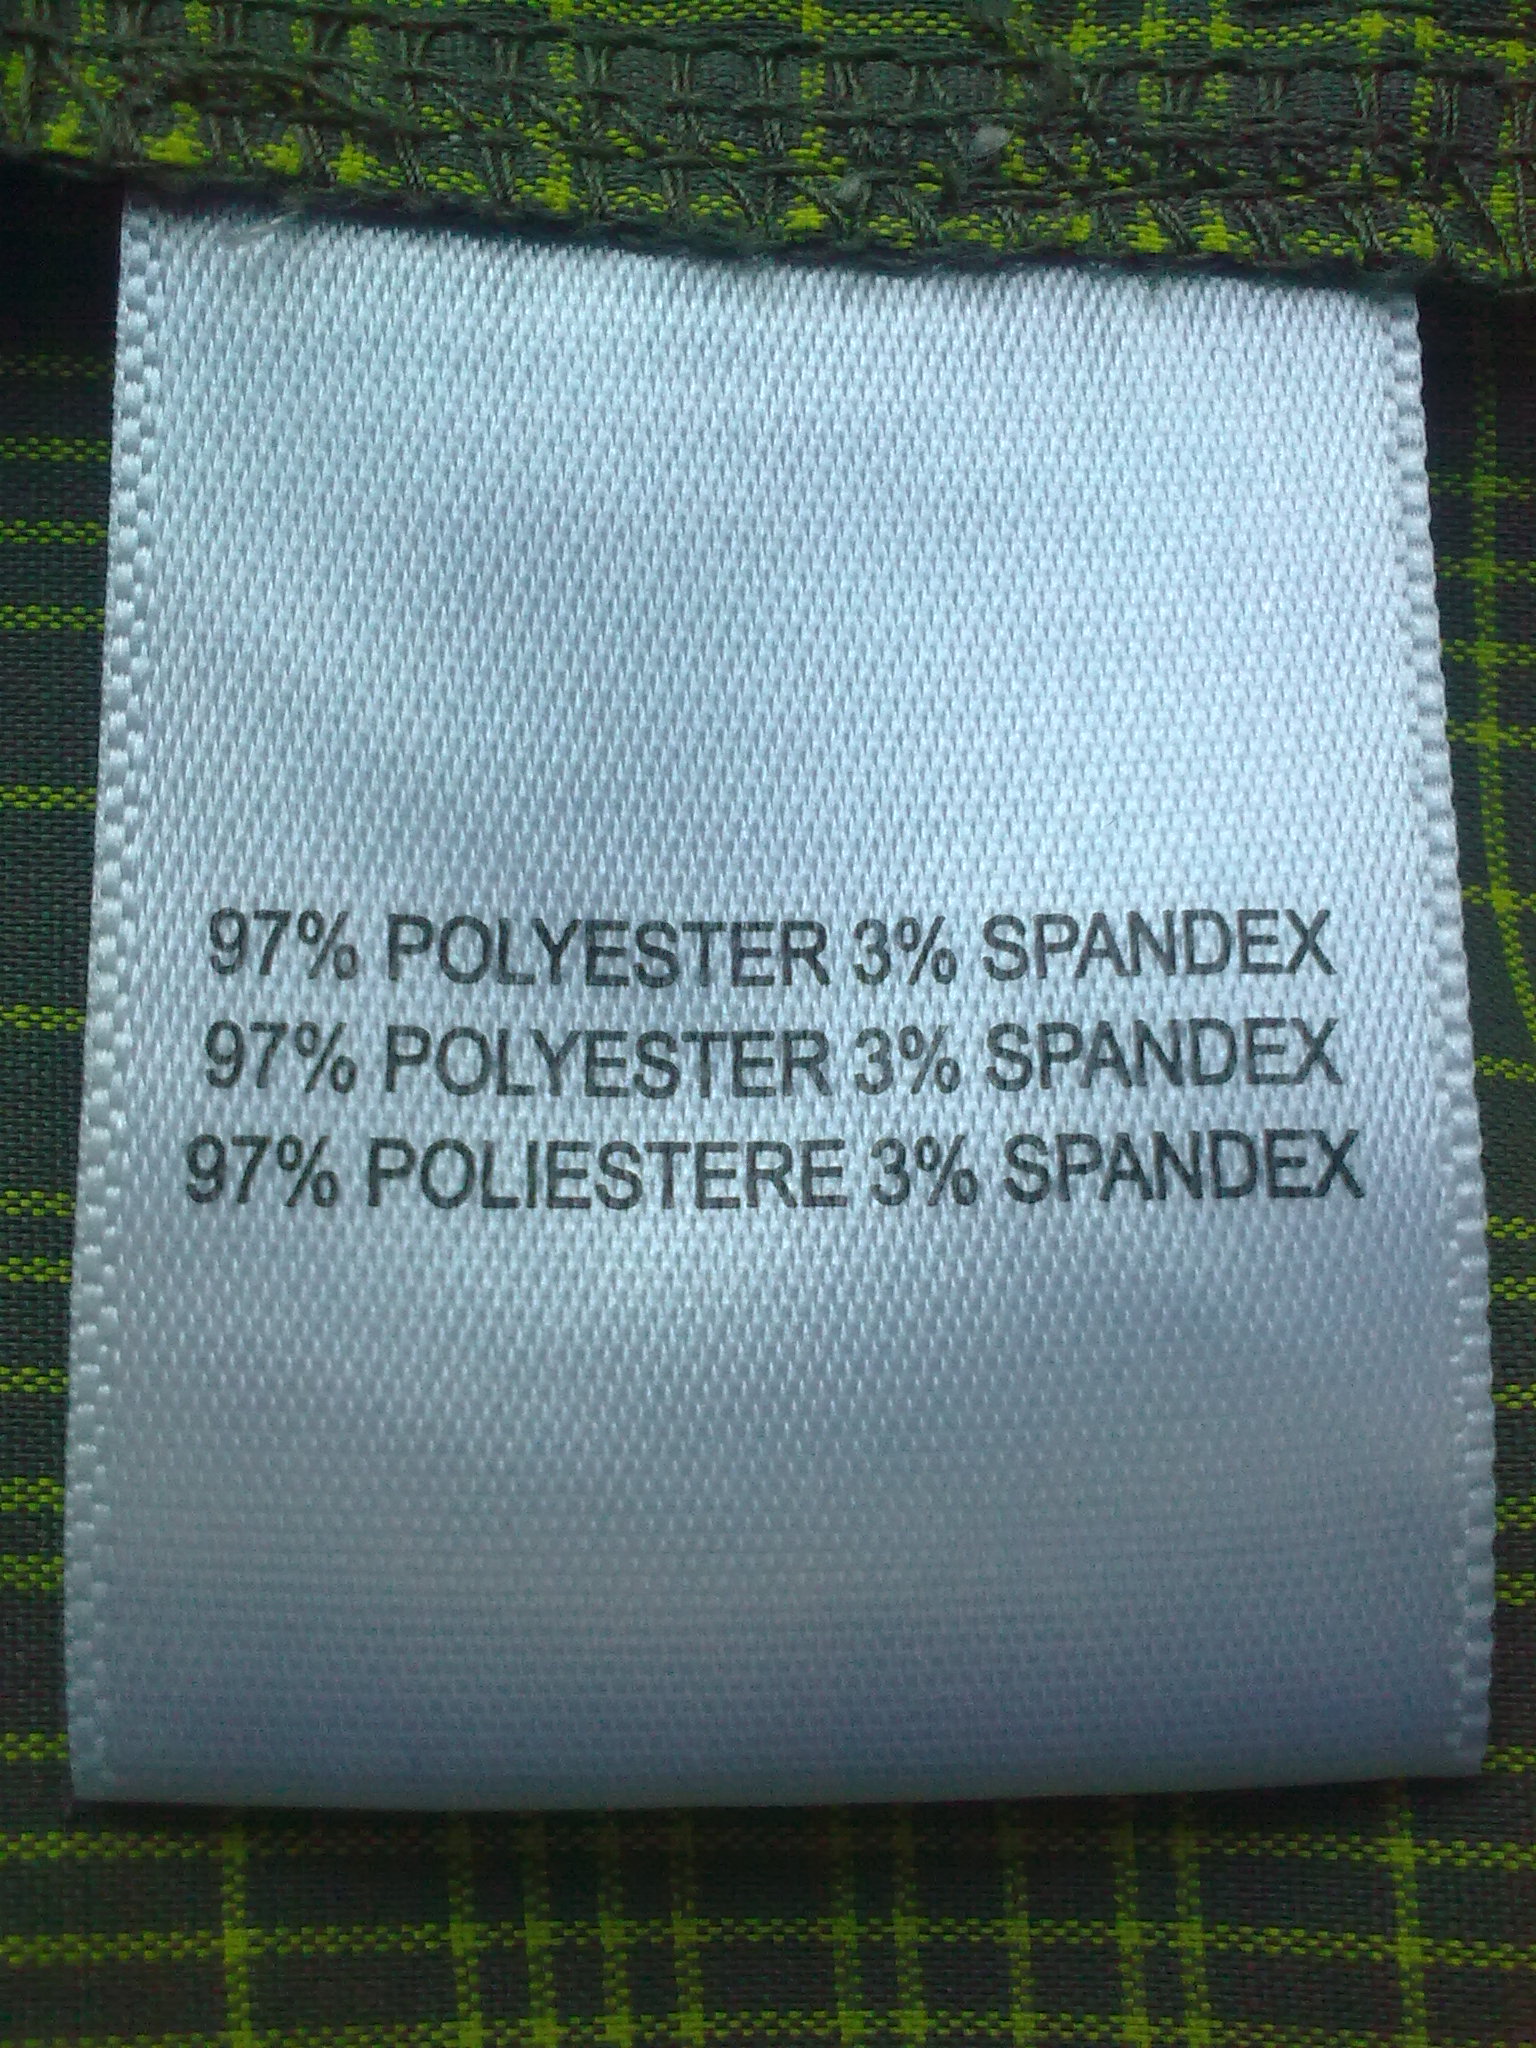 97% POLYESTER 3% SPANDEX
97% POLYESTER 3% SPANDEX
97% POLIESTERE 3% SPANDEX